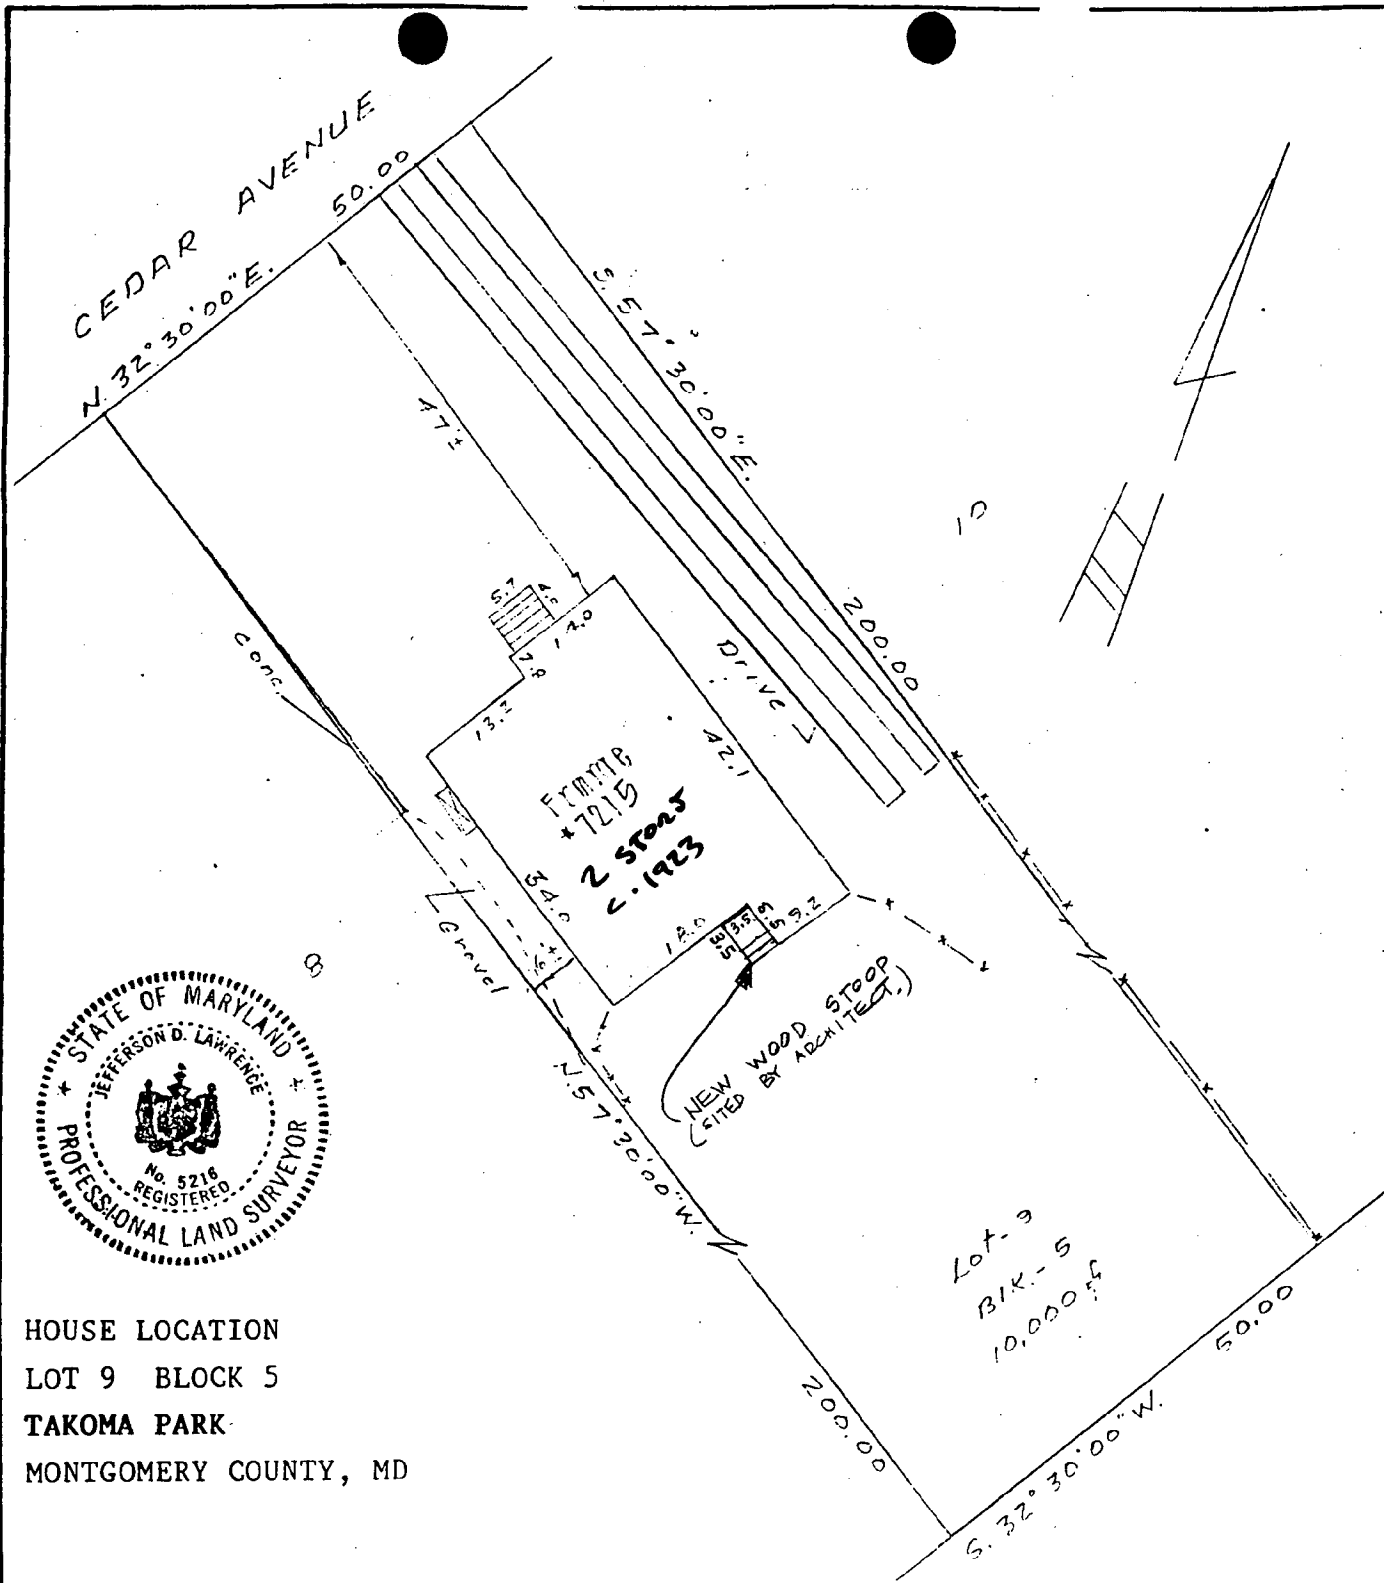 CEDAR AVENUE
50.00
N. 32° 30' 00" E.
S. 57° 30' 00" E.
47'±
10
200.00
5.7
14.0
7.8
Conc.
Drive
13.2
42.1
Frame
*7215
2 STORY
c. 1923
34.0
18.0
3.5
3.5
9.2
Gravel
6'±
8
NEW WOOD STOOP
(SITED BY ARCHITECT.)
N. 57° 30' 00" W.
STATE OF MARYLAND
JEFFERSON D. LAWRENCE
No. 5216
REGISTERED
PROFESSIONAL LAND SURVEYOR
Lot - 9
Blk. - 5
10,000 sf
50.00
200.00
S. 32° 30' 00" W.
HOUSE LOCATION
LOT 9 BLOCK 5
TAKOMA PARK
MONTGOMERY COUNTY, MD